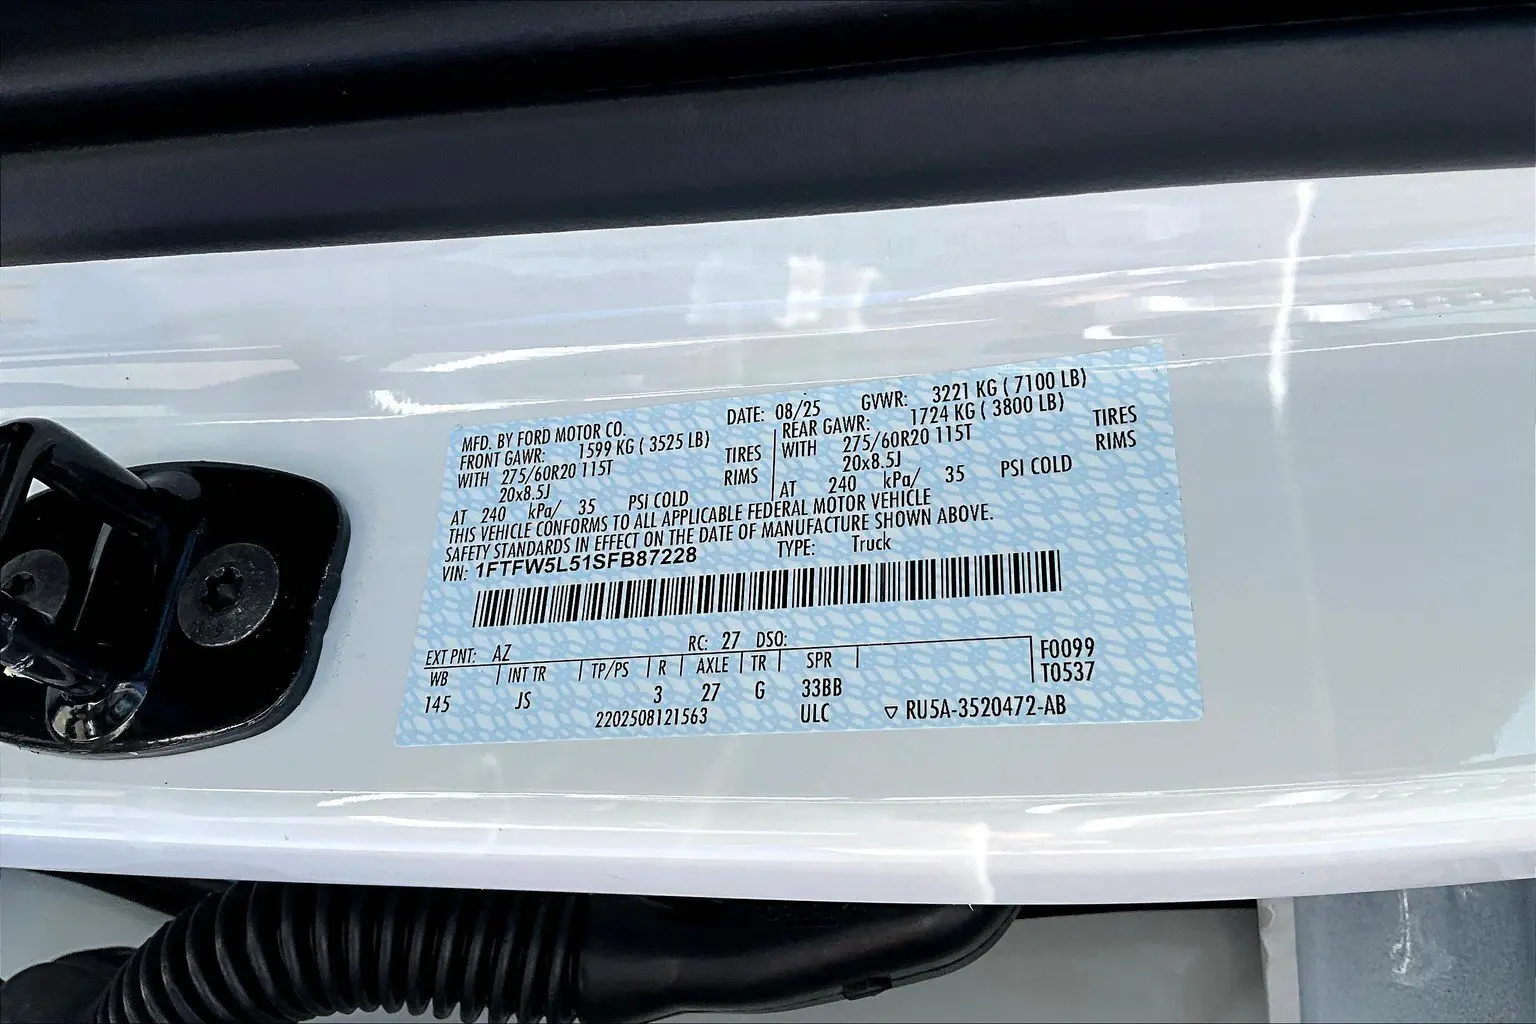 MFD. BY FORD MOTOR CO.
DATE: 08/25 GVWR: 3221 KG ( 7100 LB)
FRONT GAWR: 1599 KG ( 3525 LB)
WITH 275/60R20 115T TIRES
20x8.5J RIMS
AT 240 kPa/ 35 PSI COLD
REAR GAWR: 1724 KG ( 3800 LB)
WITH 275/60R20 115T TIRES
20x8.5J RIMS
AT 240 kPa/ 35 PSI COLD
THIS VEHICLE CONFORMS TO ALL APPLICABLE FEDERAL MOTOR VEHICLE
SAFETY STANDARDS IN EFFECT ON THE DATE OF MANUFACTURE SHOWN ABOVE.
VIN: 1FTFW5L51SFB87228 TYPE: Truck
EXT PNT: AZ RC: 27 DSO:
WB INT TR TP/PS R AXLE TR SPR F0099
145 JS 3 27 G 33BB T0537
2202508121563 ULC ▽ RU5A-3520472-AB